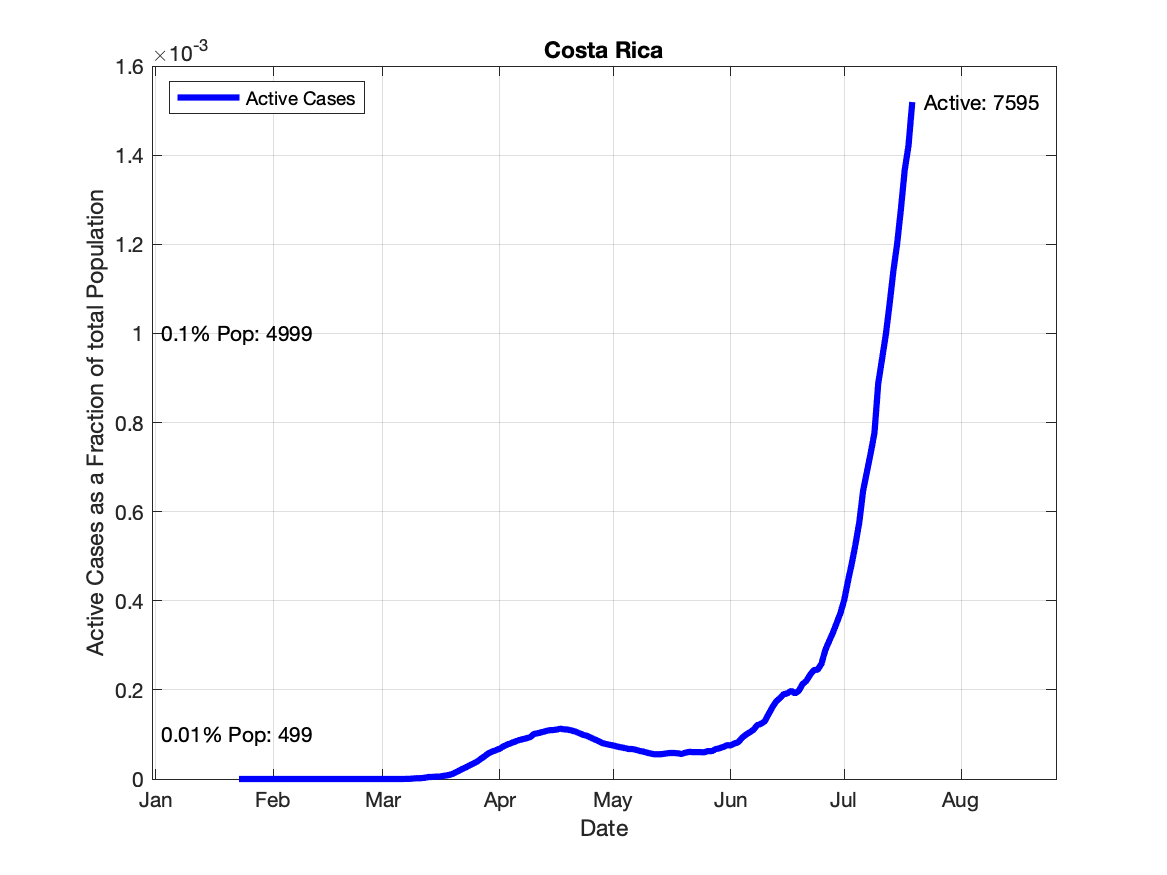 Costa Rica
×10-3
1.6
1.4
1.2
1
0.8
0.6
0.4
0.2
0
Active Cases as a Fraction of total Population
Active Cases
Active: 7595
0.1% Pop: 4999
0.01% Pop: 499
Jan Feb Mar Apr May Jun Jul Aug
Date